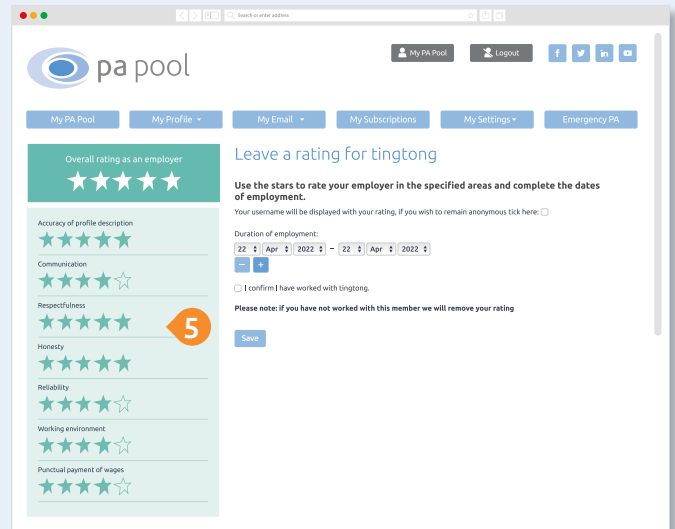 Search or enter address
pa pool
My PA Pool
Logout
My PA Pool
My Profile
My Email
My Subscriptions
My Settings
Emergency PA
Overall rating as an employer
Accuracy of profile description
Communication
Respectfulness
Honesty
Reliability
Working environment
Punctual payment of wages
5
Leave a rating for tingtong
Use the stars to rate your employer in the specified areas and complete the dates
of employment.
Your username will be displayed with your rating, if you wish to remain anonymous tick here:
Duration of employment:
22 Apr 2022 – 22 Apr 2022
− +
I confirm I have worked with tingtong.
Please note: if you have not worked with this member we will remove your rating
Save